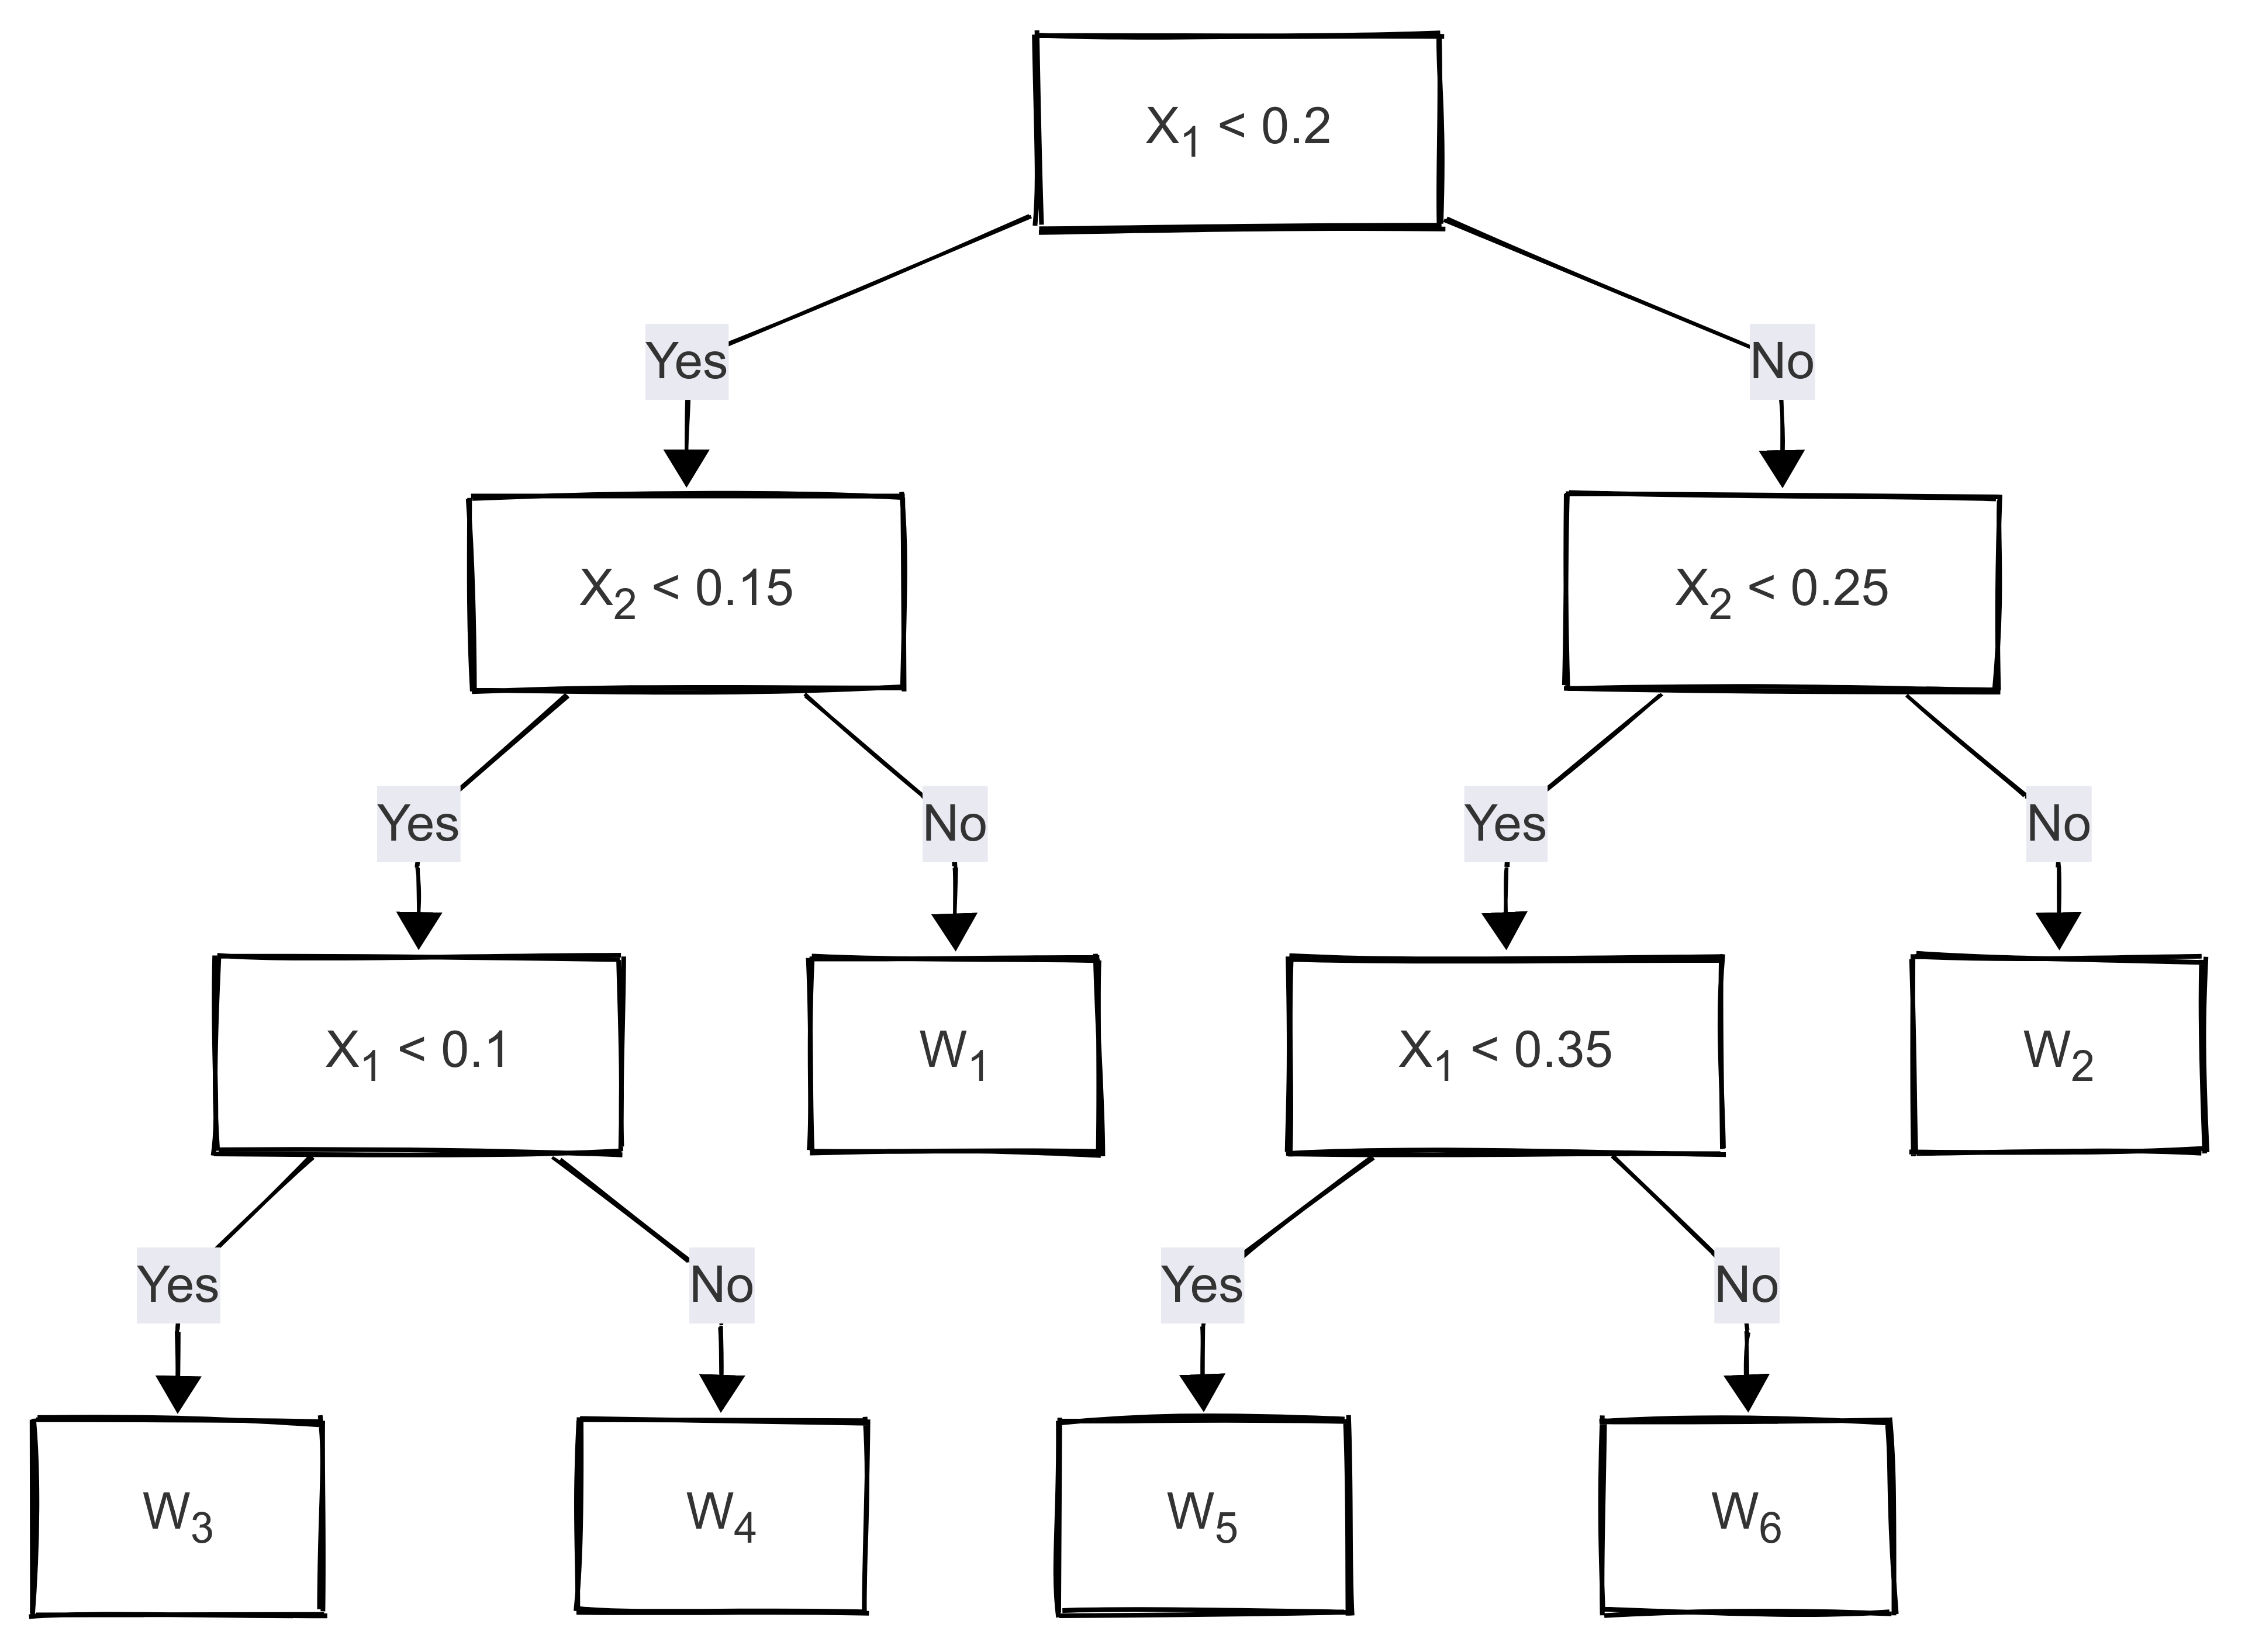 X₁ < 0.2
Yes
No
X₂ < 0.15
X₂ < 0.25
Yes
No
Yes
No
X₁ < 0.1
W₁
X₁ < 0.35
W₂
Yes
No
Yes
No
W₃
W₄
W₅
W₆